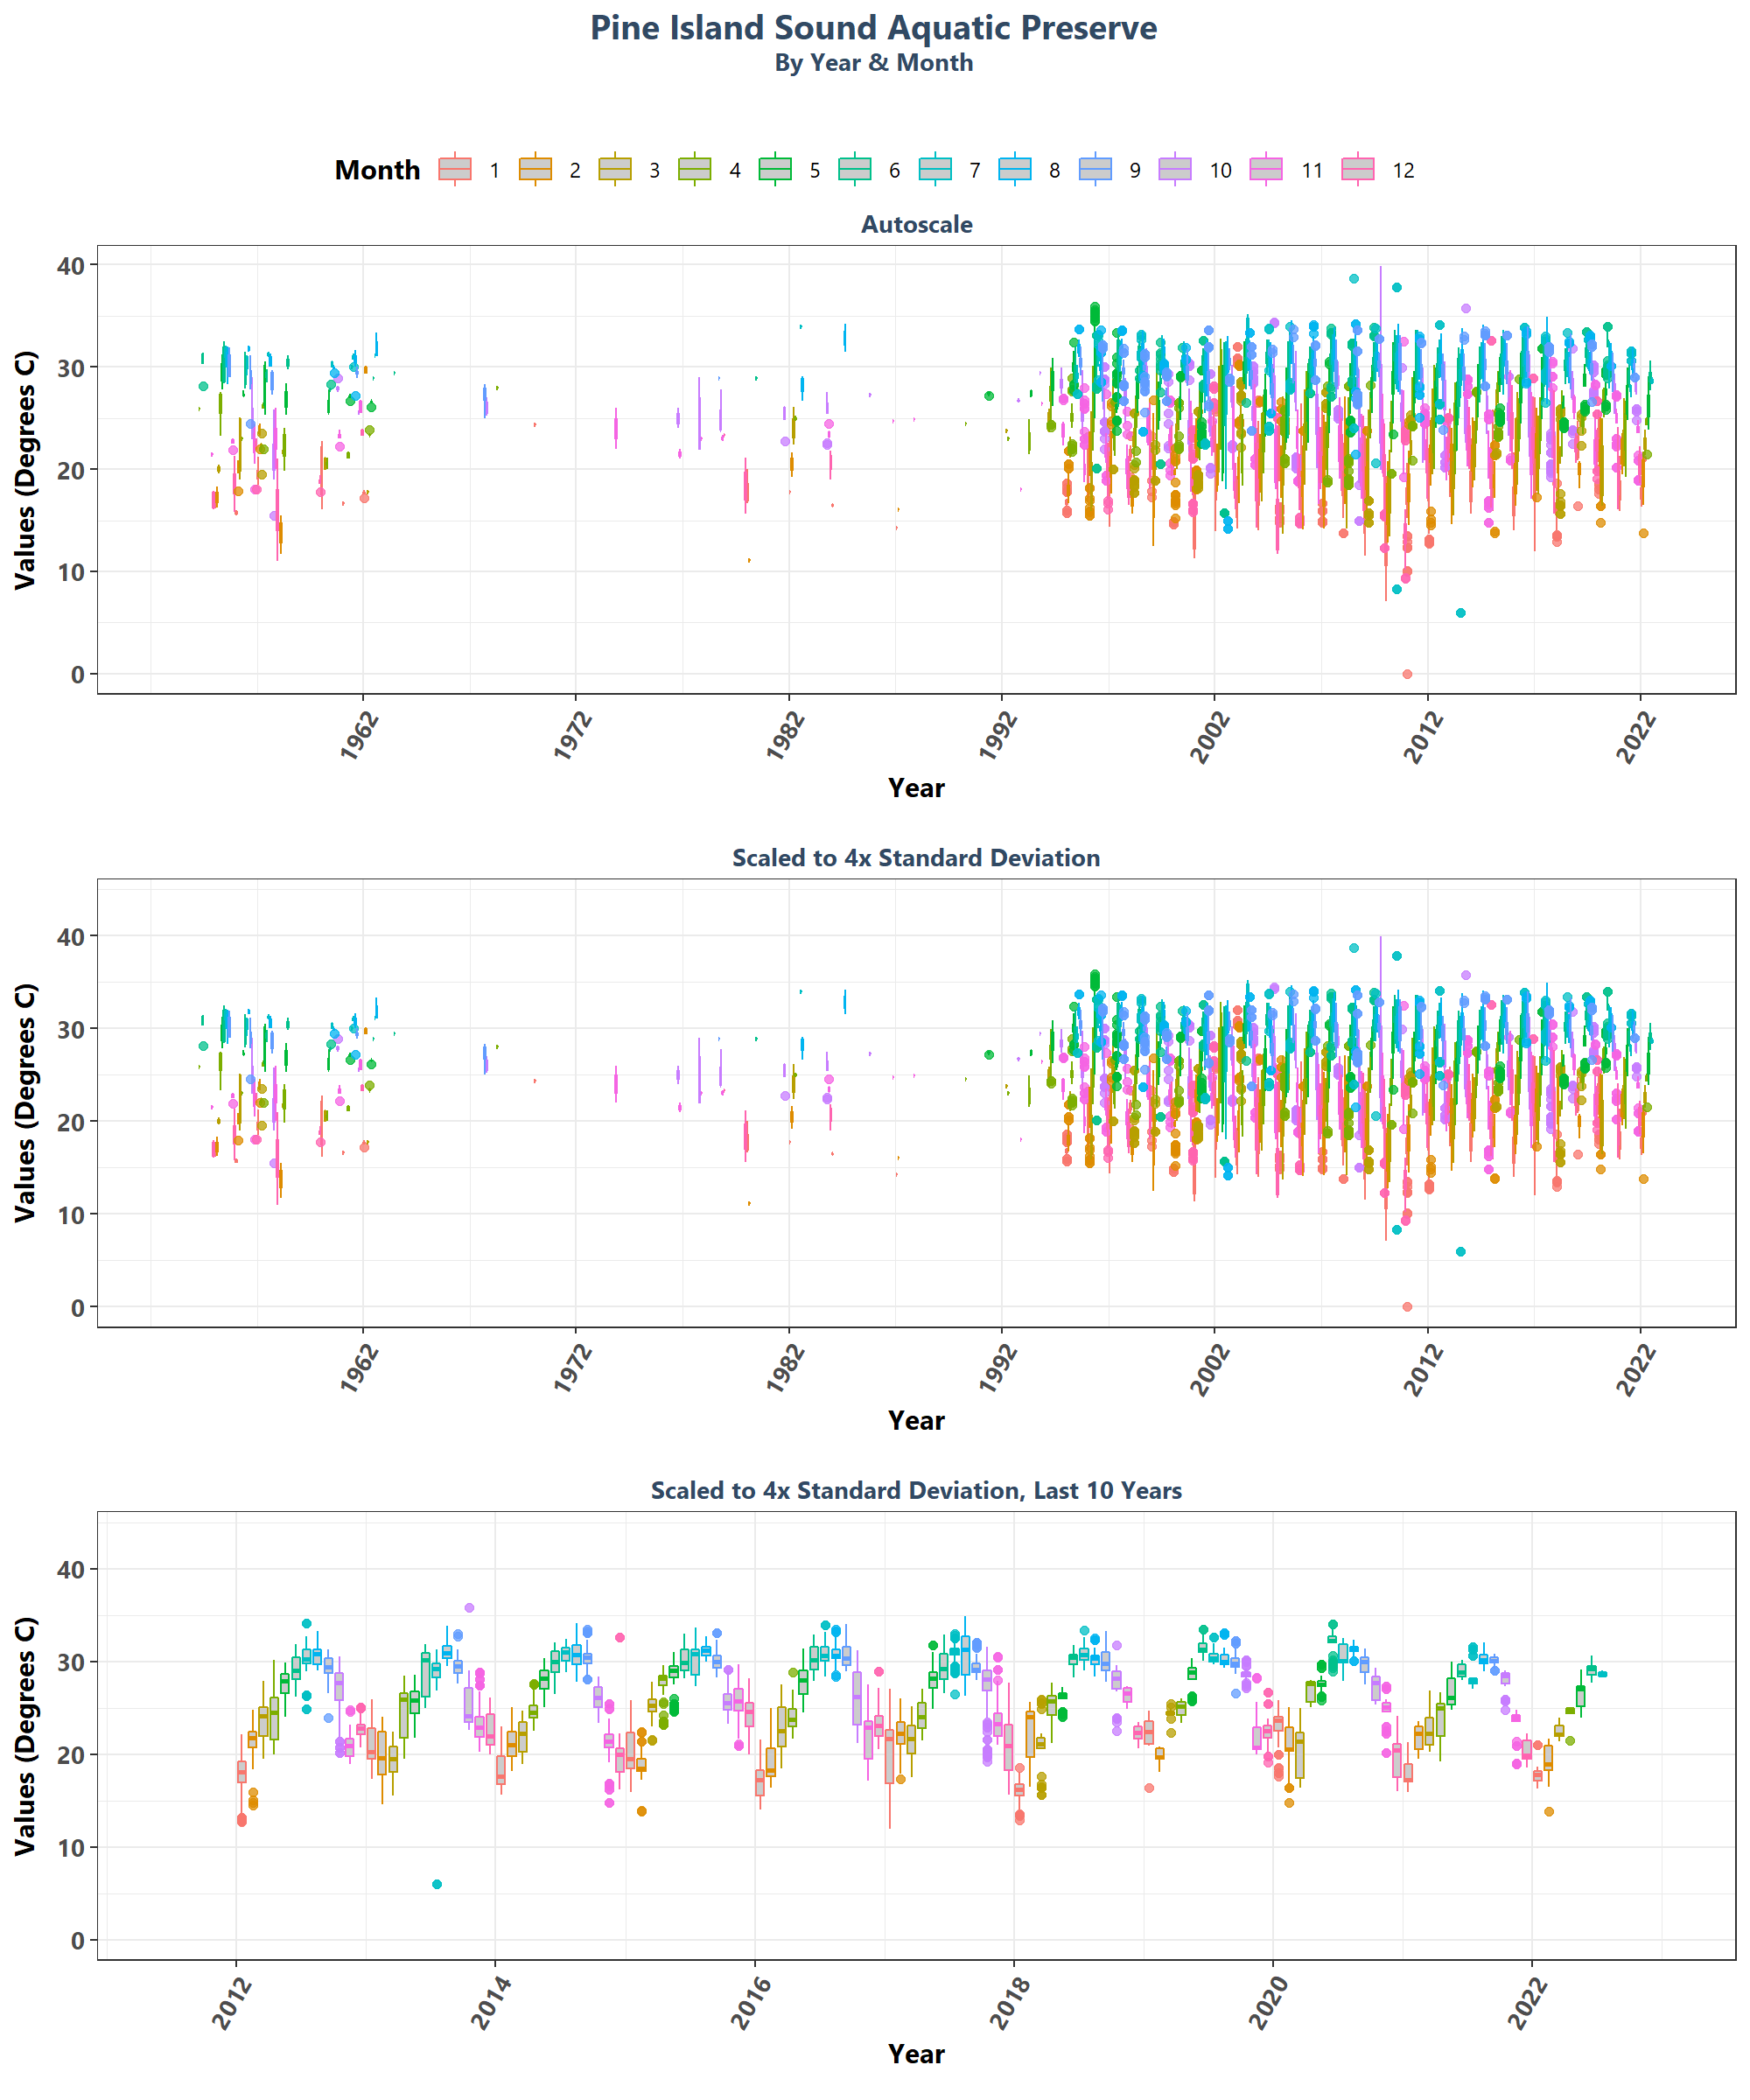 Pine Island Sound Aquatic Preserve
By Year & Month
Month 1 2 3 4 5 6 7 8 9 10 11 12
Autoscale
Values (Degrees C)
40
30
20
10
0
1962 1972 1982 1992 2002 2012 2022
Year
Scaled to 4x Standard Deviation
Values (Degrees C)
40
30
20
10
0
1962 1972 1982 1992 2002 2012 2022
Year
Scaled to 4x Standard Deviation, Last 10 Years
Values (Degrees C)
40
30
20
10
0
2012 2014 2016 2018 2020 2022
Year